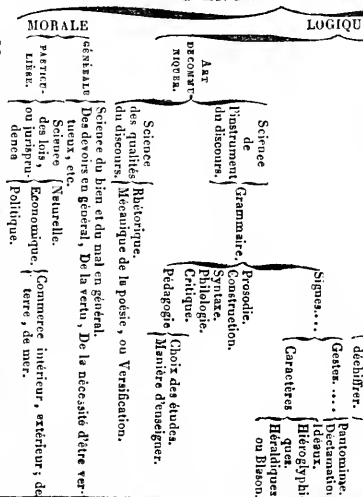 MORALE
LOGIQU
déchiffrer.
Signes....
Gestes.....
Pantomime.
Déclamation
Caractères
Idéaux.
Hiéroglyphi-
ques.
Héraldiques
ou Blason.
ART
DE COMMU-
NIQUER.
Science
de
l'instrument
du discours.
Grammaire.
Prosodie.
Construction.
Syntaxe.
Philologie.
Critique.
Pédagogie
Choix des études.
Manière d'enseigner.
Science
des qualités
du discours.
Rhétorique.
Mécanique de la poésie, ou Versification.
GÉNÉRALE
Science du bien et du mal en général.
Des devoirs en général, De la vertu, De la nécessité d'être ver-
tueux, etc.
PARTICU-
LIÈRE.
Science
des lois,
ou jurispru-
dence
Naturelle.
Economique.
Politique.
Commerce intérieur, extérieur; de
terre, de mer.